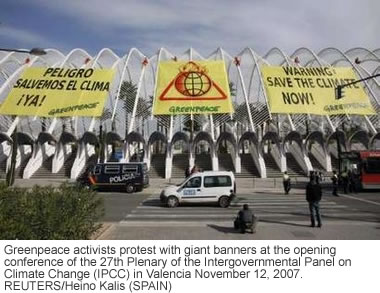 PELIGRO
SALVEMOS EL CLIMA
¡YA!
GREENPEACE
GREENPEACE
WARNING!
SAVE THE CLIMATE
NOW!
GREENPEACE
POLICIA
Greenpeace activists protest with giant banners at the opening
conference of the 27th Plenary of the Intergovernmental Panel on
Climate Change (IPCC) in Valencia November 12, 2007.
REUTERS/Heino Kalis (SPAIN)